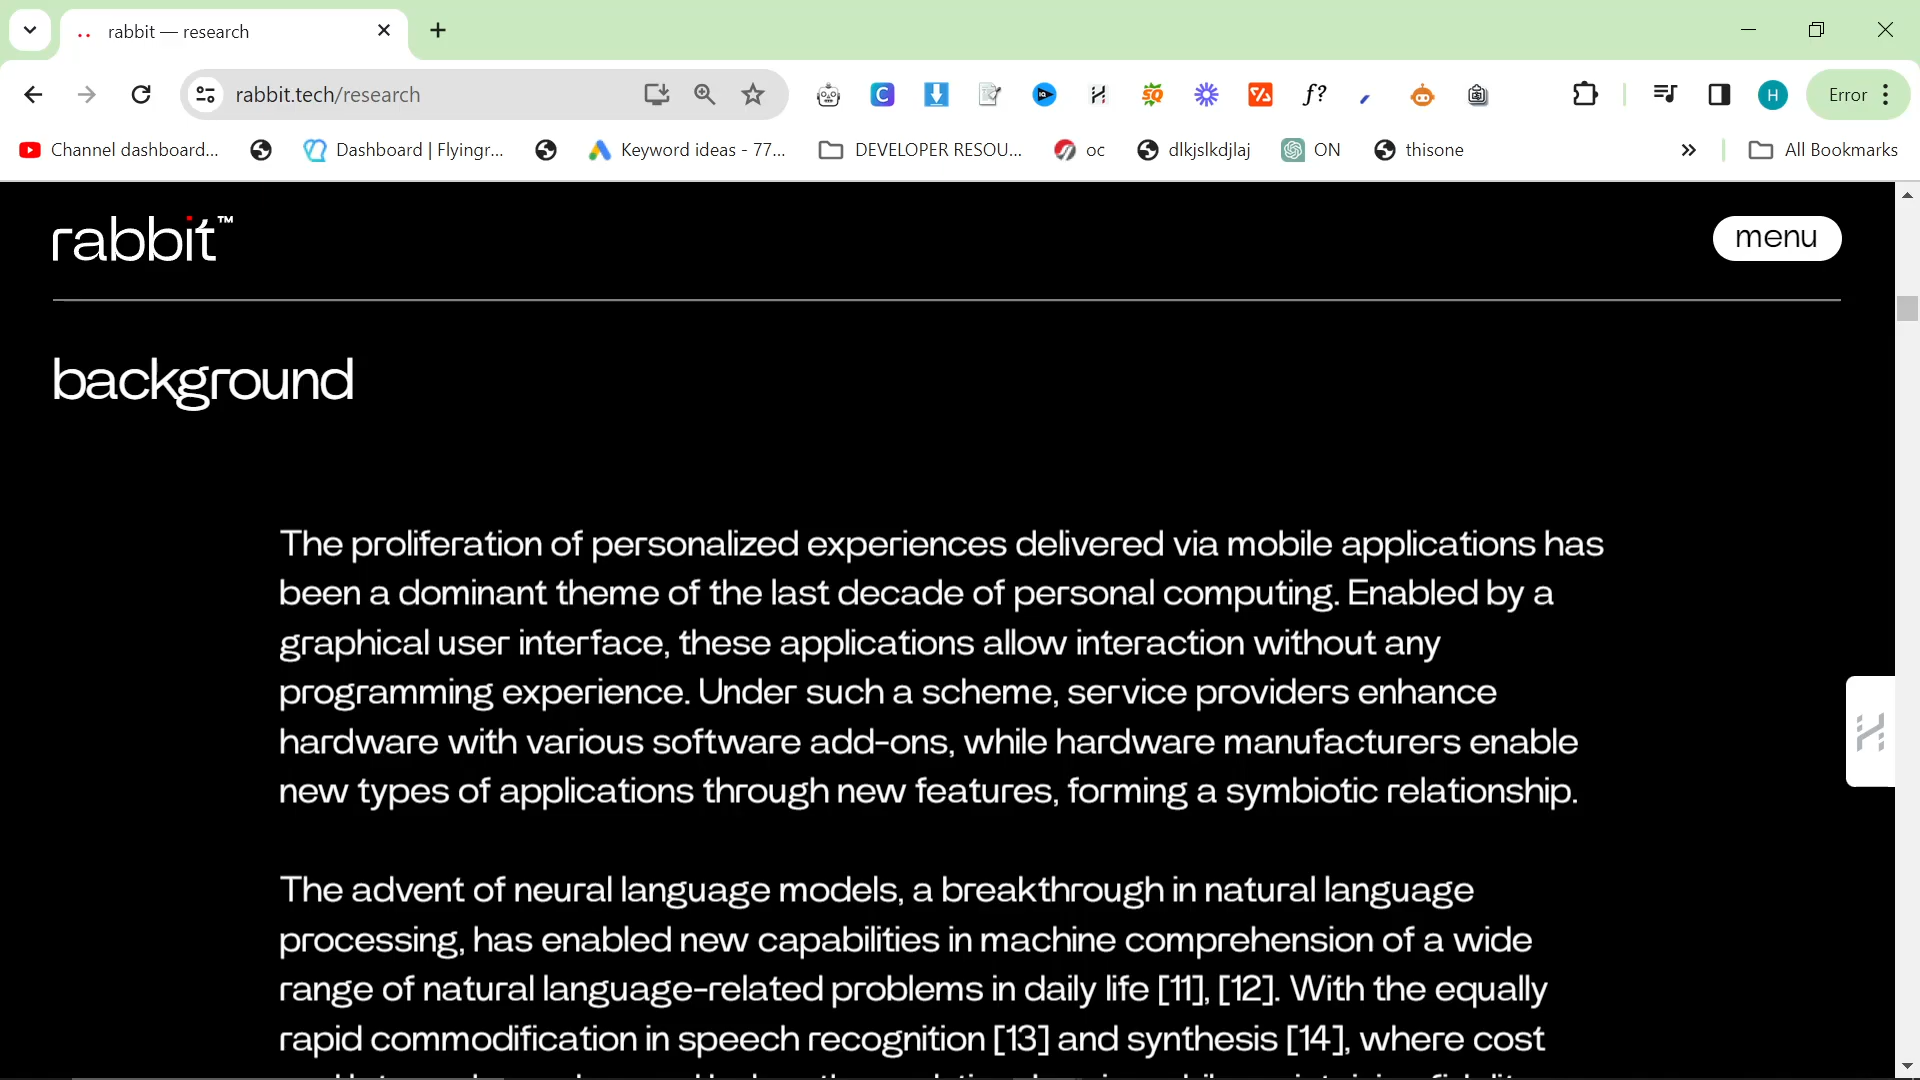 rabbit — research
rabbit.tech/research
f?
H
Error
Channel dashboard...
Dashboard | Flyingr...
Keyword ideas - 77...
DEVELOPER RESOU...
oc
dlkjslkdjlaj
ON
thisone
»
All Bookmarks
rabbit™
menu
background
The proliferation of personalized experiences delivered via mobile applications has
been a dominant theme of the last decade of personal computing. Enabled by a
graphical user interface, these applications allow interaction without any
programming experience. Under such a scheme, service providers enhance
hardware with various software add-ons, while hardware manufacturers enable
new types of applications through new features, forming a symbiotic relationship.
The advent of neural language models, a breakthrough in natural language
processing, has enabled new capabilities in machine comprehension of a wide
range of natural language-related problems in daily life [11], [12]. With the equally
rapid commodification in speech recognition [13] and synthesis [14], where cost